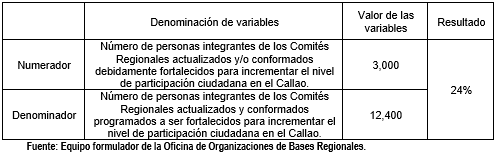 Denominación de variables
Valor de las
variables
Resultado
Numerador
Número de personas integrantes de los Comités
Regionales actualizados y/o conformados
debidamente fortalecidos para incrementar el nivel
de participación ciudadana en el Callao.
3,000
24%
Denominador
Número de personas integrantes de los Comités
Regionales actualizados y conformados
programados a ser fortalecidos para incrementar el
nivel de participación ciudadana en el Callao.
12,400
Fuente: Equipo formulador de la Oficina de Organizaciones de Bases Regionales.